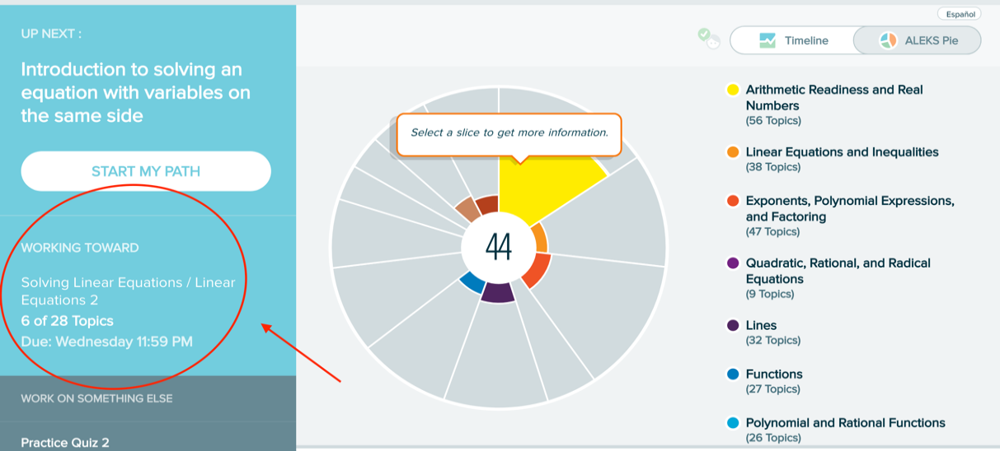 UP NEXT :
Introduction to solving an
equation with variables on
the same side
START MY PATH
WORKING TOWARD
Solving Linear Equations / Linear
Equations 2
6 of 28 Topics
Due: Wednesday 11:59 PM
WORK ON SOMETHING ELSE
Practice Quiz 2
Español
Timeline
ALEKS Pie
Select a slice to get more information.
44
Arithmetic Readiness and Real
Numbers
(56 Topics)
Linear Equations and Inequalities
(38 Topics)
Exponents, Polynomial Expressions,
and Factoring
(47 Topics)
Quadratic, Rational, and Radical
Equations
(9 Topics)
Lines
(32 Topics)
Functions
(27 Topics)
Polynomial and Rational Functions
(26 Topics)